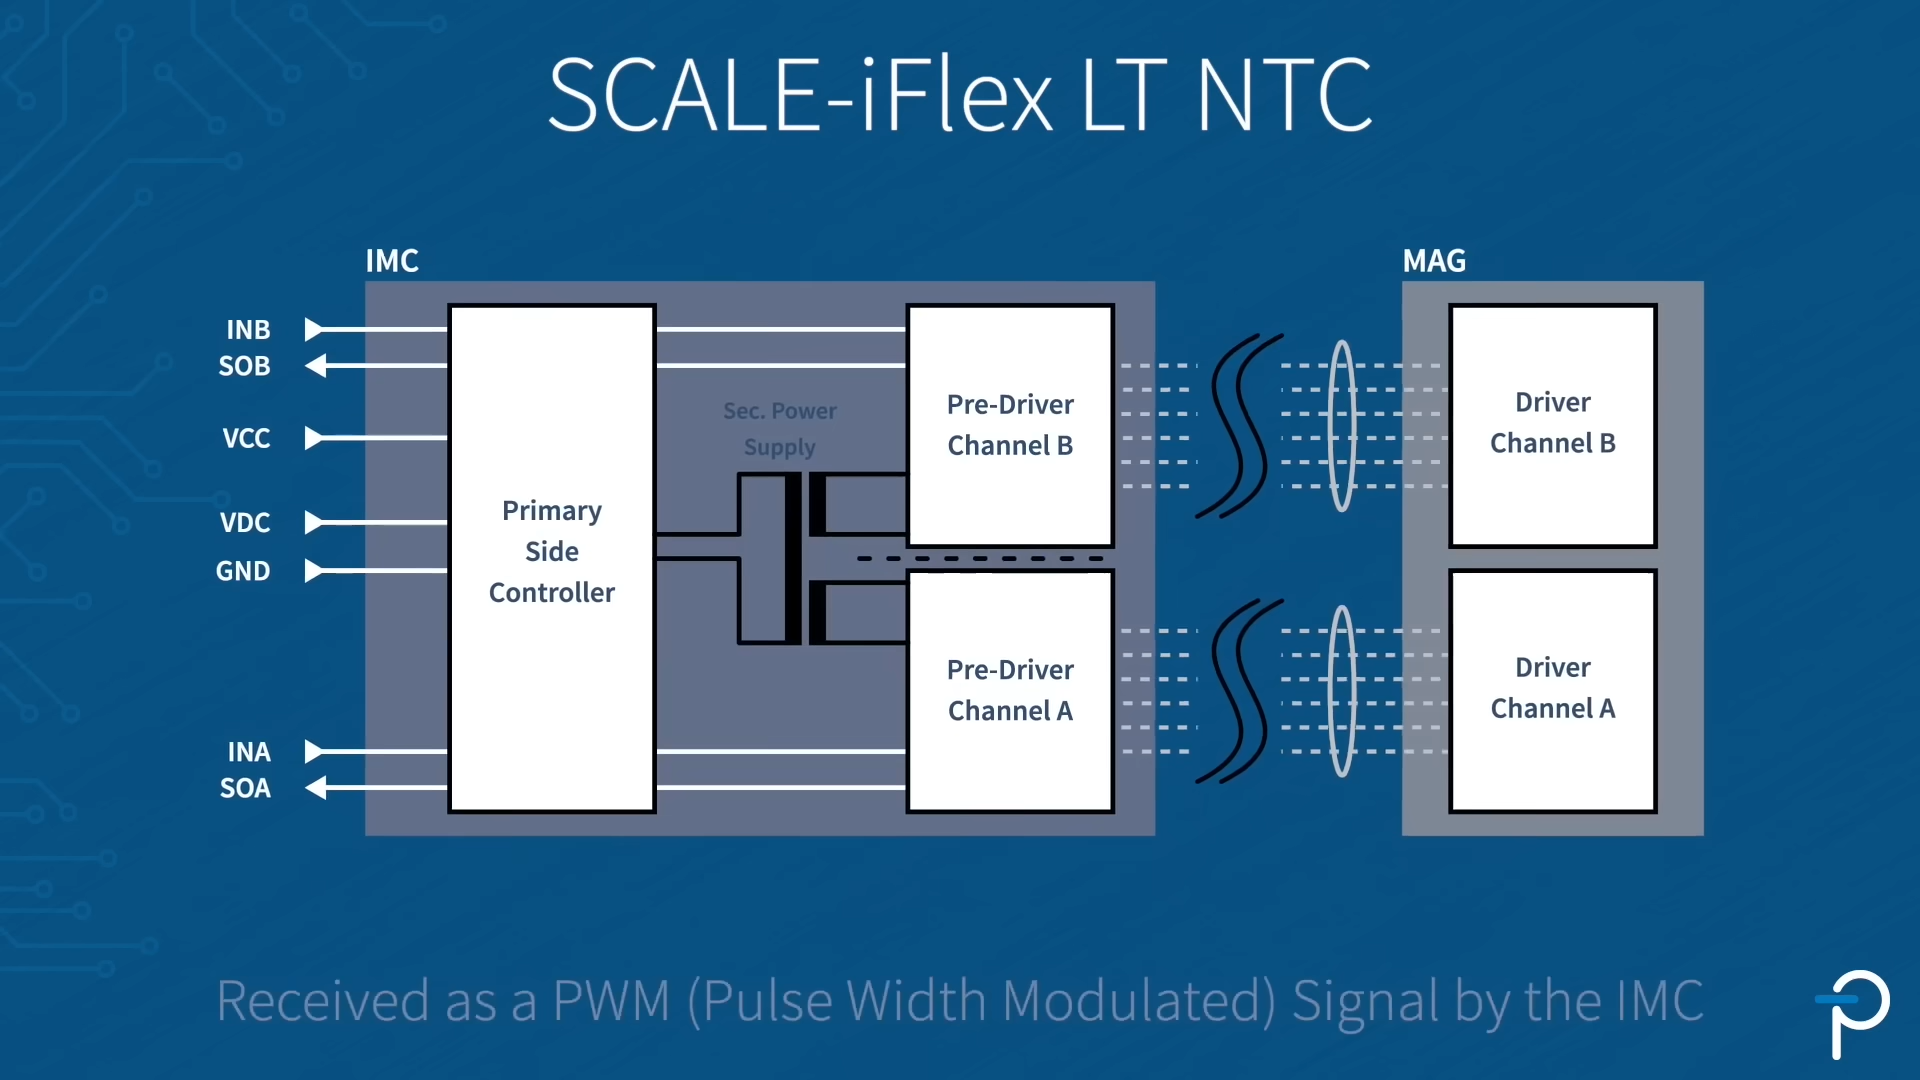 SCALE-iFlex LT NTC
IMC
MAG
INB
SOB
VCC
VDC
GND
INA
SOA
Primary
Side
Controller
Sec. Power
Supply
Pre-Driver
Channel B
Pre-Driver
Channel A
Driver
Channel B
Driver
Channel A
Received as a PWM (Pulse Width Modulated) Signal by the IMC